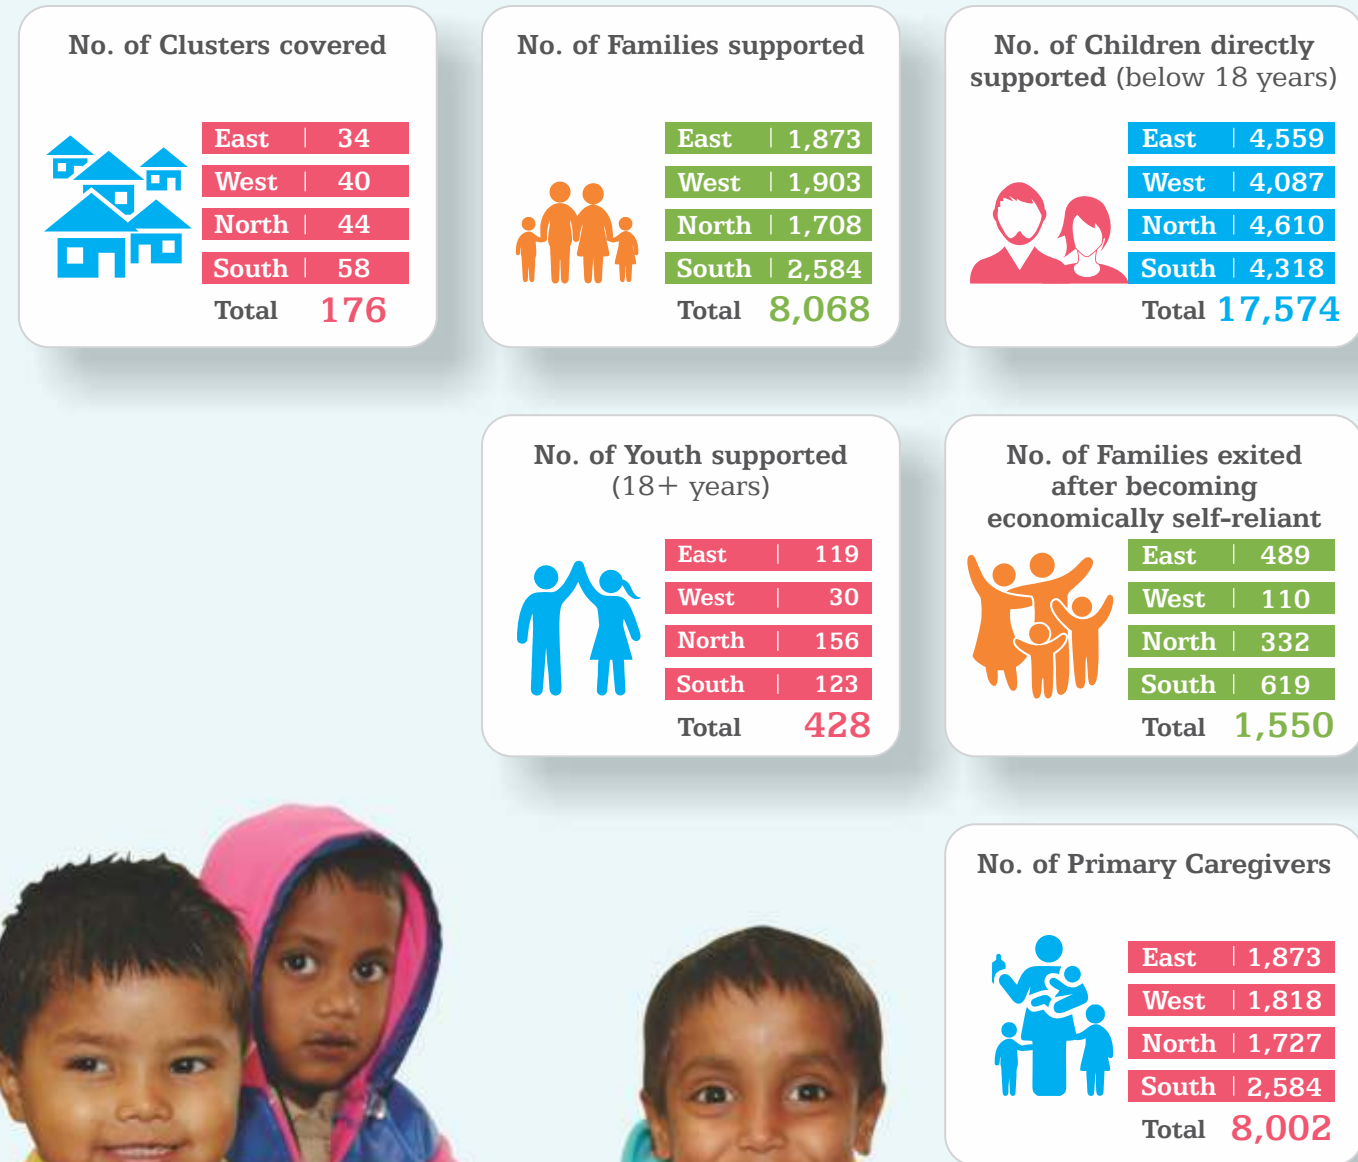 No. of Clusters covered
East | 34
West | 40
North | 44
South | 58
Total 176
No. of Families supported
East | 1,873
West | 1,903
North | 1,708
South | 2,584
Total 8,068
No. of Children directly
supported (below 18 years)
East | 4,559
West | 4,087
North | 4,610
South | 4,318
Total 17,574
No. of Youth supported
(18+ years)
East | 119
West | 30
North | 156
South | 123
Total 428
No. of Families exited
after becoming
economically self-reliant
East | 489
West | 110
North | 332
South | 619
Total 1,550
No. of Primary Caregivers
East | 1,873
West | 1,818
North | 1,727
South | 2,584
Total 8,002